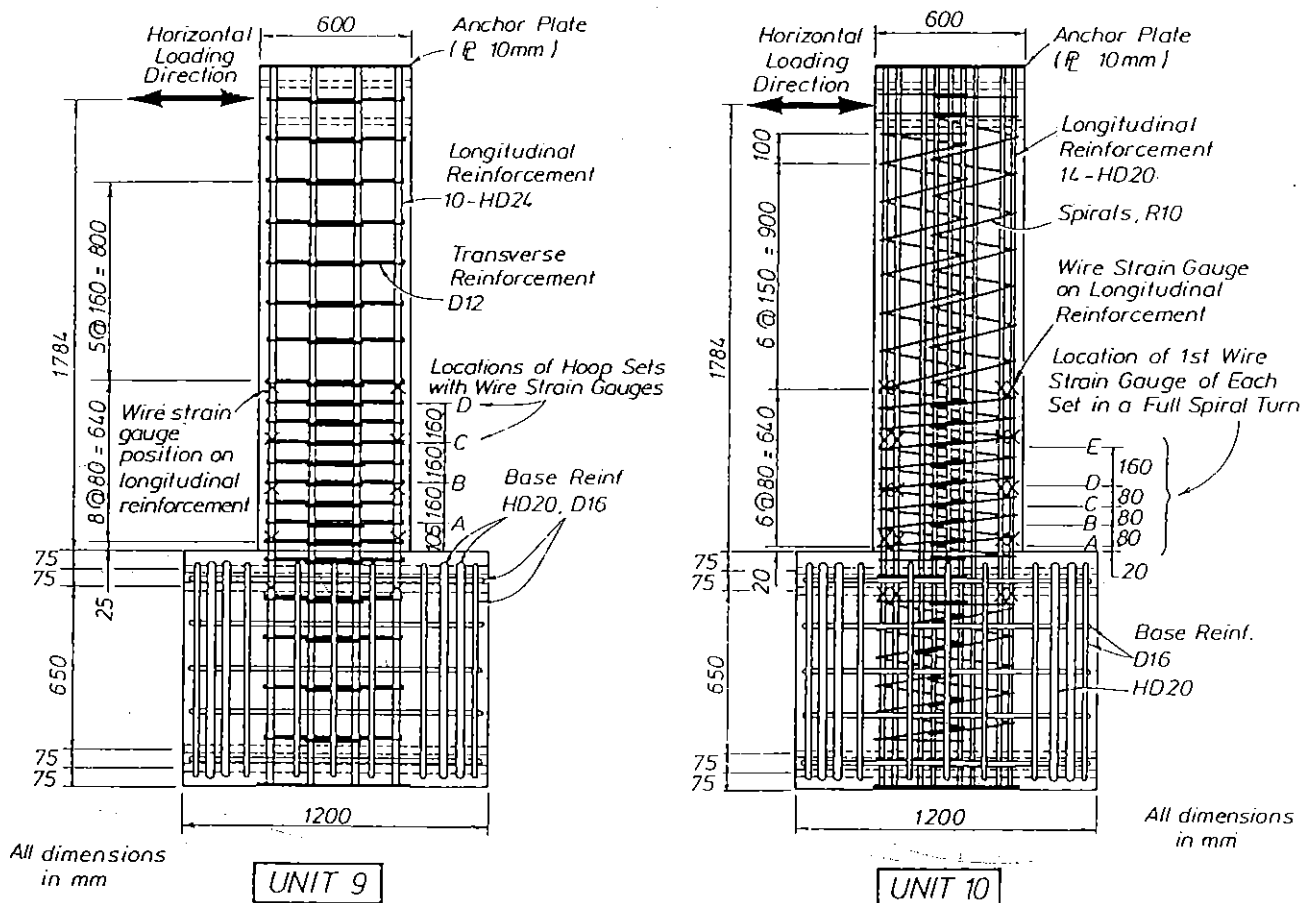 600
Anchor Plate
(℄ 10mm)
Horizontal
Loading
Direction
Longitudinal
Reinforcement
10-HD24
Transverse
Reinforcement
D12
Locations of Hoop Sets
with Wire Strain Gauges
Wire strain
gauge
position on
longitudinal
reinforcement
Base Reinf
HD20, D16
D
C
B
A
160
160
160
105
1784
5@160 = 800
8@80 = 640
75
75
25
650
75
75
1200
All dimensions
in mm
UNIT 9
600
Anchor Plate
(℄ 10mm)
Horizontal
Loading
Direction
Longitudinal
Reinforcement
14-HD20
Spirals, R10
Wire Strain Gauge
on Longitudinal
Reinforcement
Location of 1st Wire
Strain Gauge of Each
Set in a Full Spiral Turn
E
D
C
B
A
160
80
80
80
20
Base Reinf.
D16
HD20
100
6@150 = 900
6@80 = 640
1784
75
75
20
650
75
75
1200
All dimensions
in mm
UNIT 10